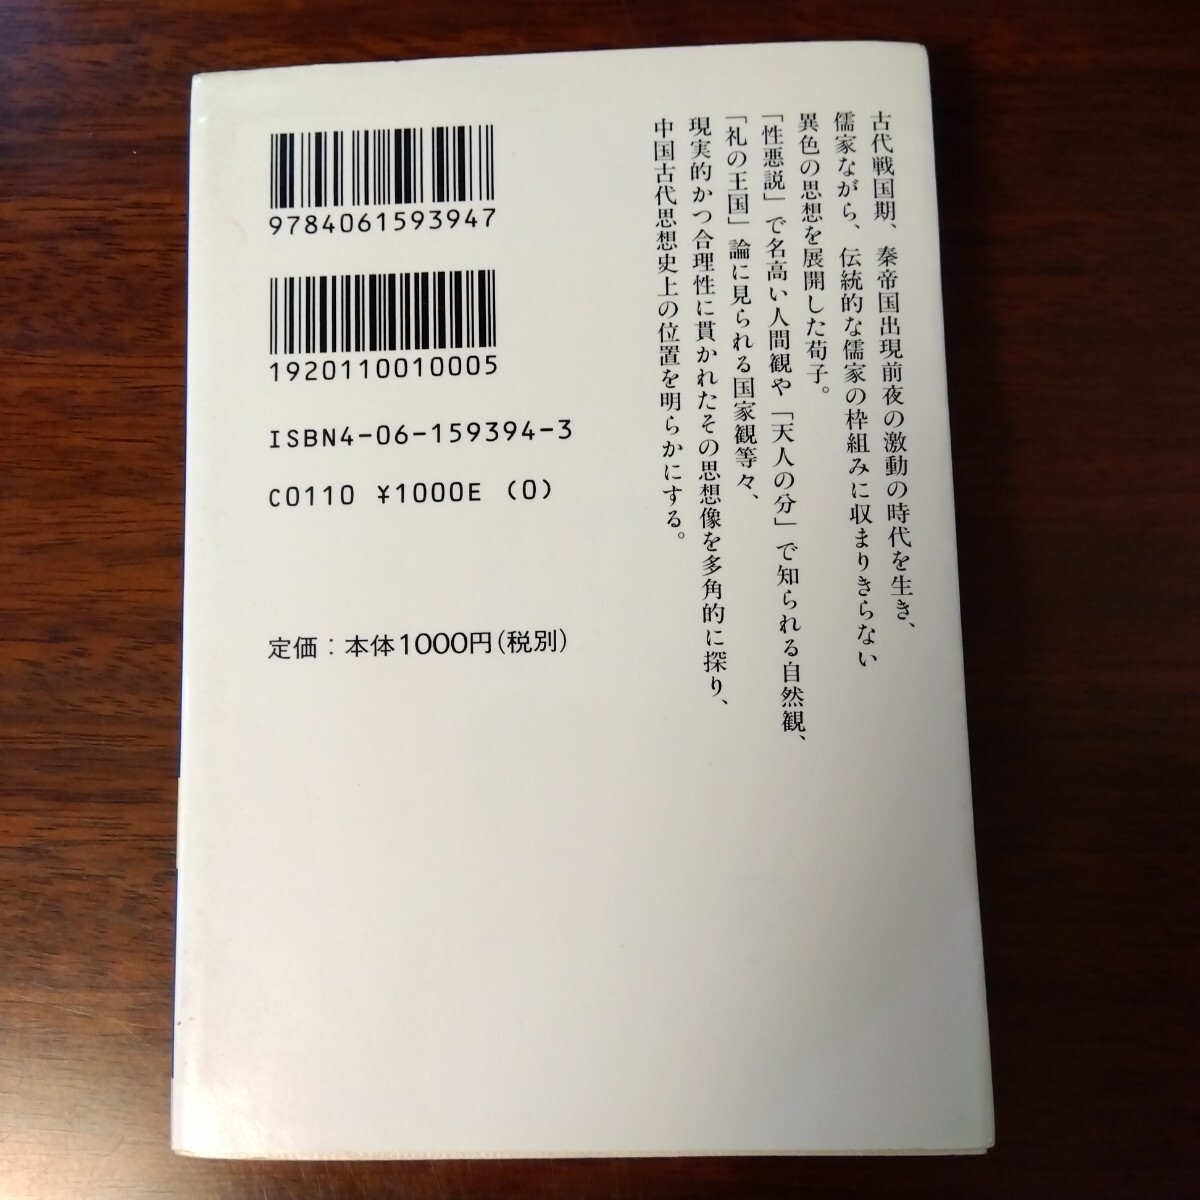 古代戦国期、秦帝国出現前夜の激動の時代を生き、
儒家ながら、伝統的な儒家の枠組みに収まりきらない
異色の思想を展開した荀子。
「性悪説」で名高い人間観や「天人の分」で知られる自然観、
「礼の王国」論に見られる国家観等々、
現実的かつ合理性に貫かれたその思想像を多角的に探り、
中国古代思想史上の位置を明らかにする。
9784061593947
1920110010005
ISBN4-06-159394-3
C0110 ¥1000E (0)
定価：本体1000円(税別)